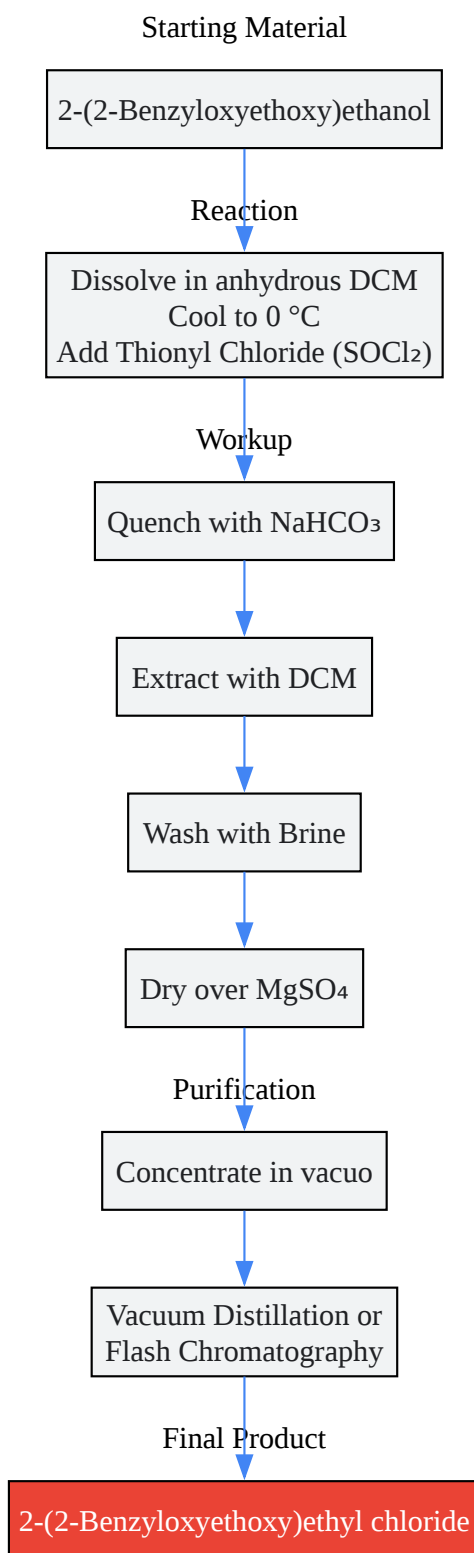 Starting Material
2-(2-Benzyloxyethoxy)ethanol
Reaction
Dissolve in anhydrous DCM
Cool to 0 °C
Add Thionyl Chloride (SOCl₂)
Workup
Quench with NaHCO₃
Extract with DCM
Wash with Brine
Dry over MgSO₄
Purification
Concentrate in vacuo
Vacuum Distillation or
Flash Chromatography
Final Product
2-(2-Benzyloxyethoxy)ethyl chloride